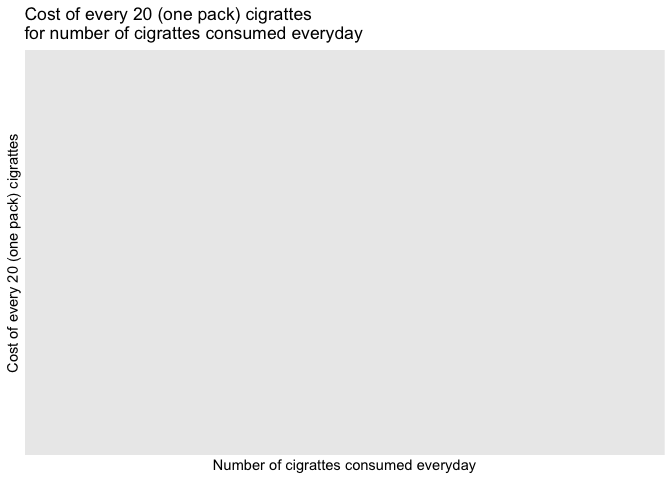 Cost of every 20 (one pack) cigrattes
for number of cigrattes consumed everyday
Cost of every 20 (one pack) cigrattes
Number of cigrattes consumed everyday